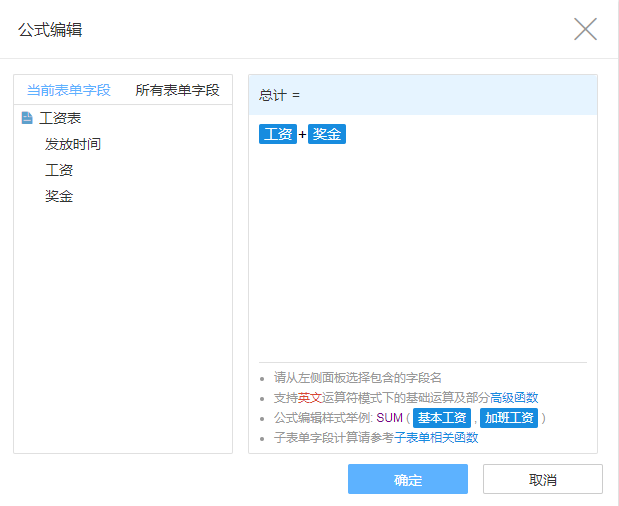 公式编辑
当前表单字段 所有表单字段
工资表
发放时间
工资
奖金
总计 =
工资+奖金
请从左侧面板选择包含的字段名
支持英文运算符模式下的基础运算及部分高级函数
公式编辑样式举例: SUM ( 基本工资 , 加班工资 )
子表单字段计算请参考子表单相关函数
确定 取消